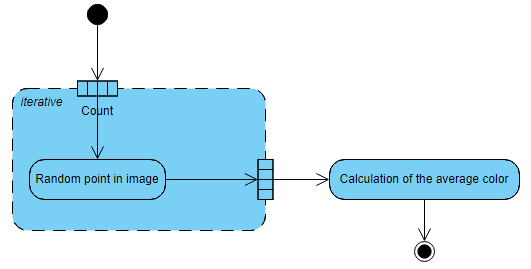 iterative
Count
Random point in image
Calculation of the average color